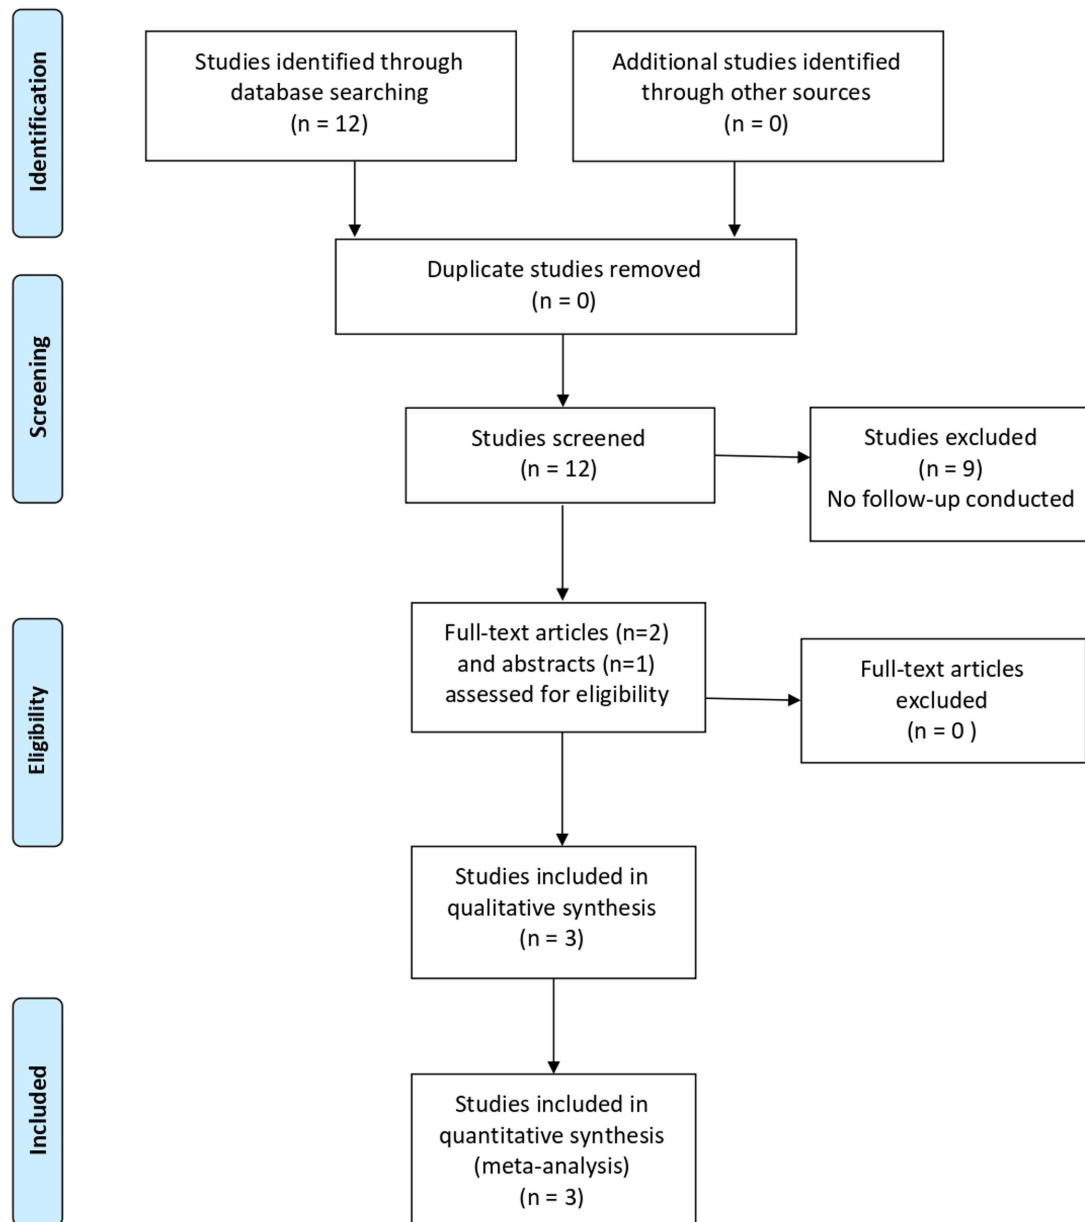 Identification
Studies identified through
database searching
(n = 12)
Additional studies identified
through other sources
(n = 0)
Duplicate studies removed
(n = 0)
Screening
Studies screened
(n = 12)
Studies excluded
(n = 9)
No follow-up conducted
Eligibility
Full-text articles (n=2)
and abstracts (n=1)
assessed for eligibility
Full-text articles
excluded
(n = 0 )
Studies included in
qualitative synthesis
(n = 3)
Included
Studies included in
quantitative synthesis
(meta-analysis)
(n = 3)